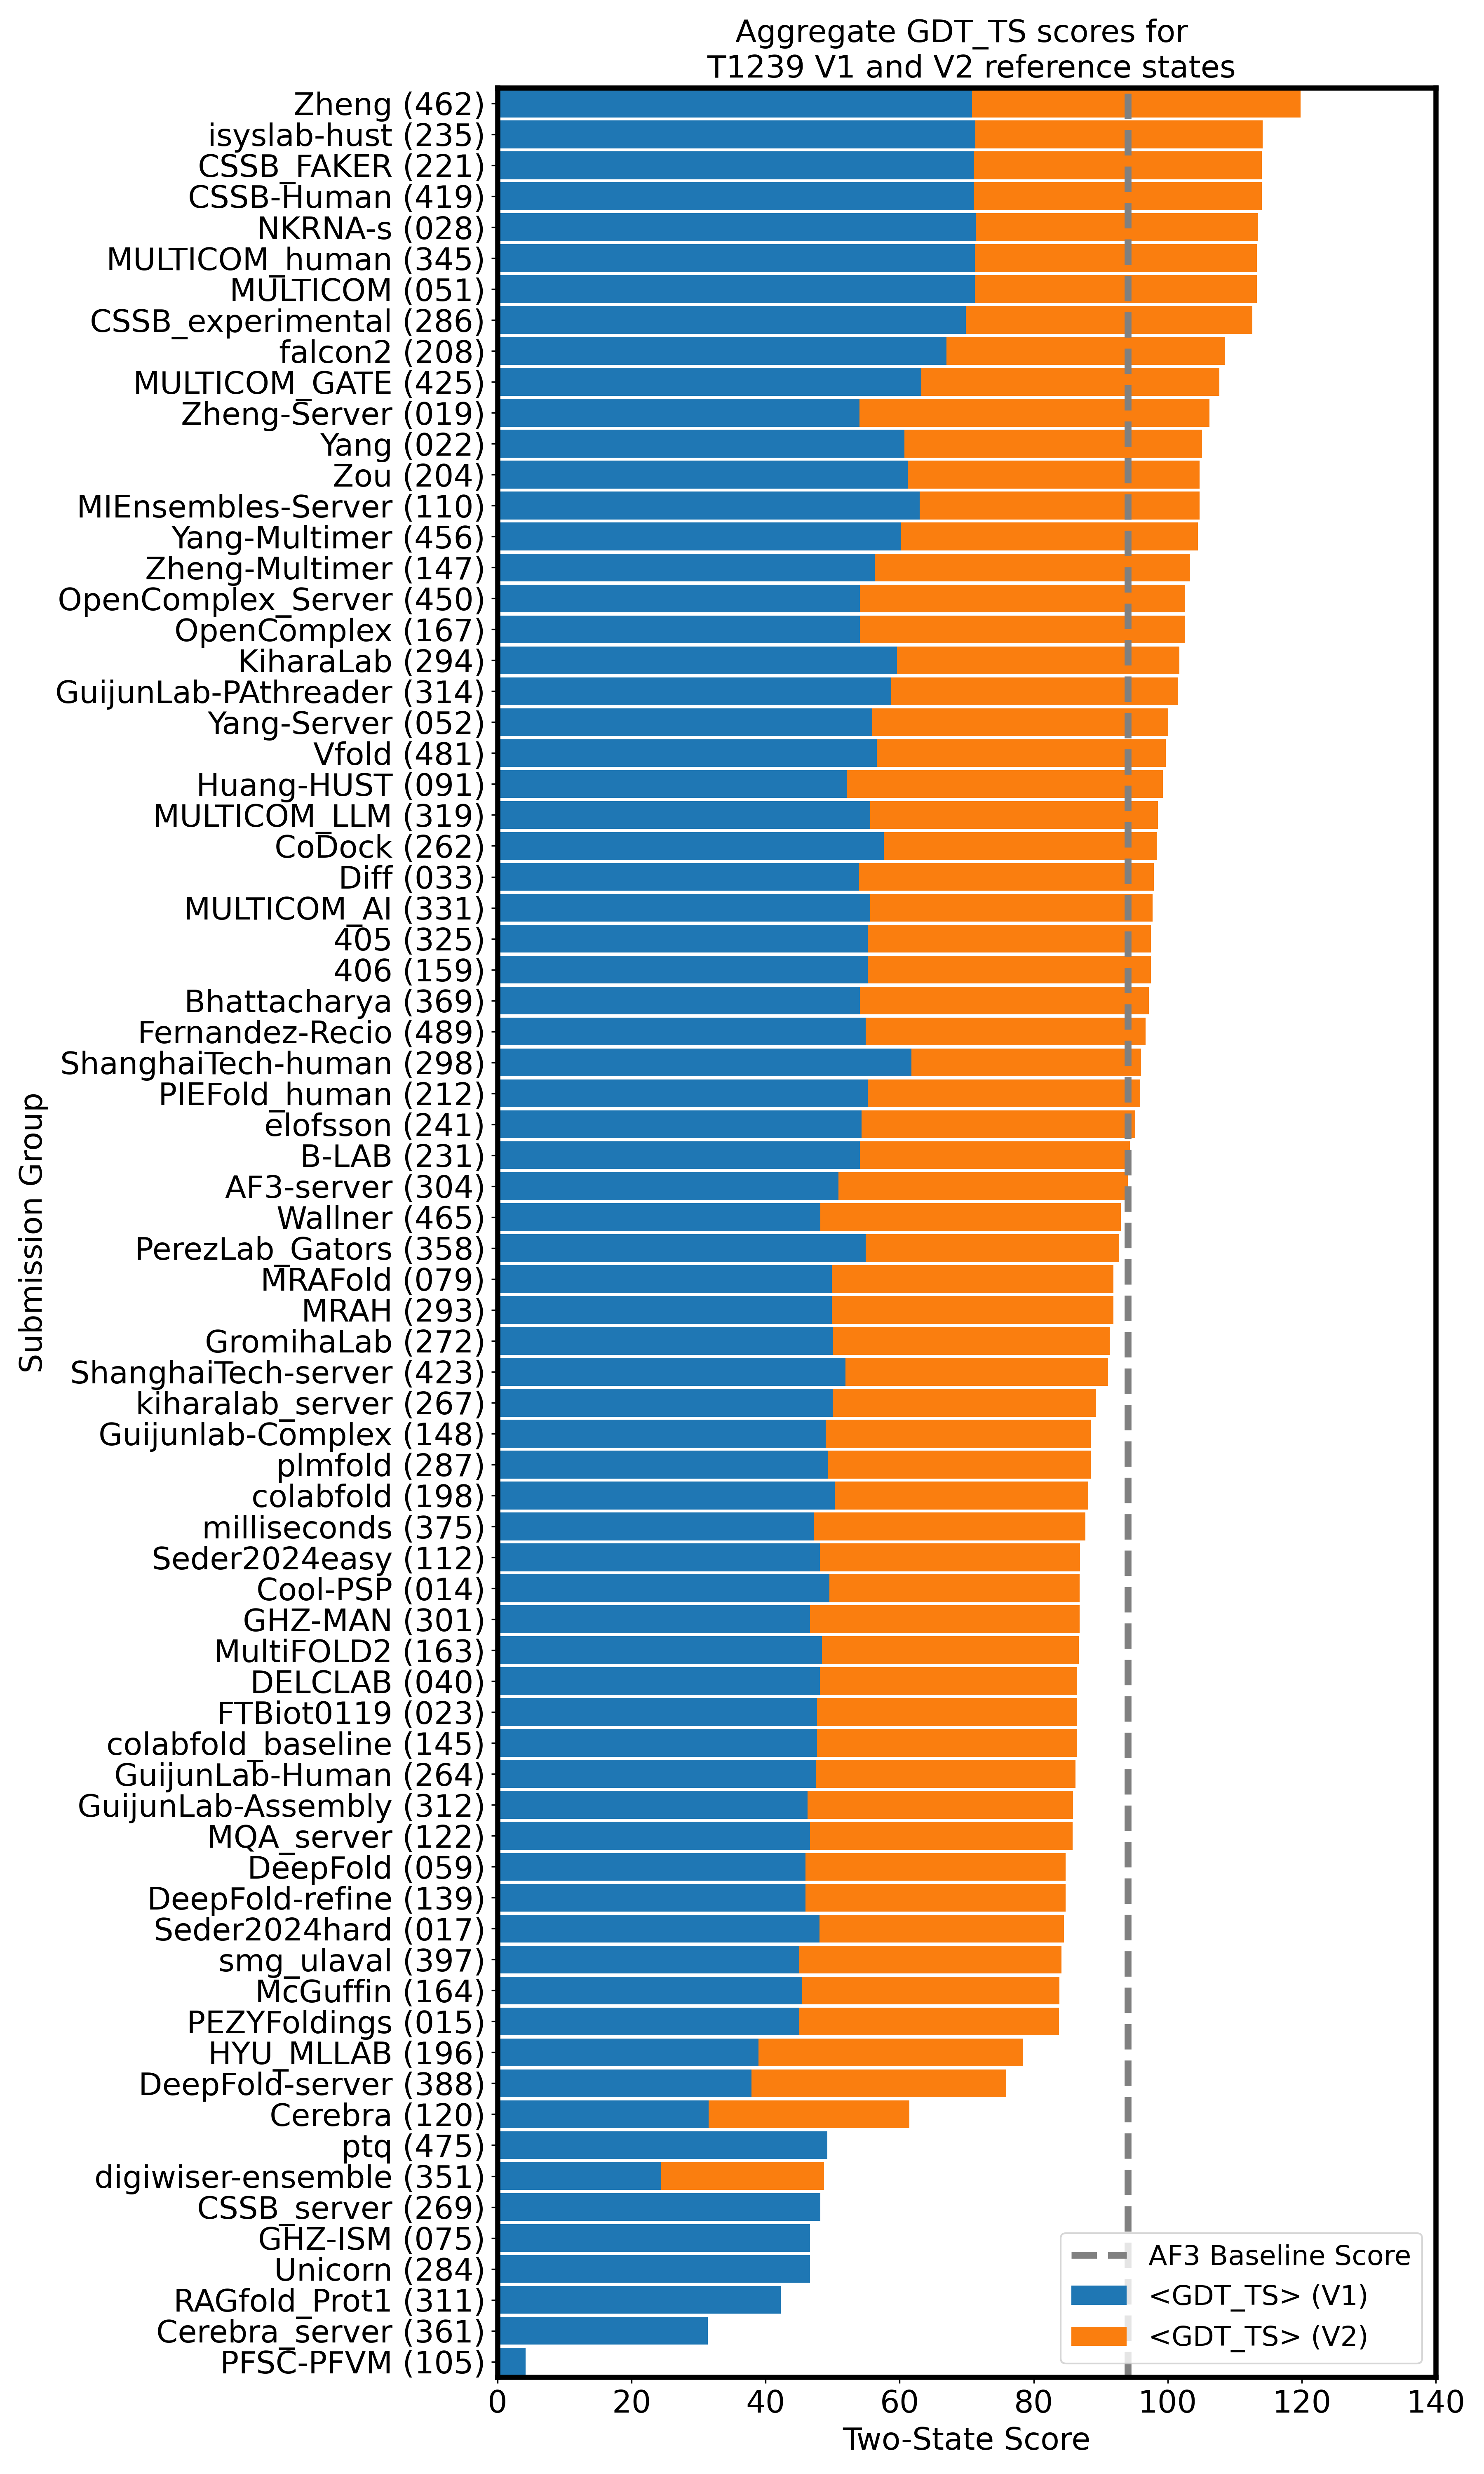 Aggregate GDT_TS scores for
T1239 V1 and V2 reference states
Submission Group
Zheng (462)
isyslab-hust (235)
CSSB_FAKER (221)
CSSB-Human (419)
NKRNA-s (028)
MULTICOM_human (345)
MULTICOM (051)
CSSB_experimental (286)
falcon2 (208)
MULTICOM_GATE (425)
Zheng-Server (019)
Yang (022)
Zou (204)
MIEnsembles-Server (110)
Yang-Multimer (456)
Zheng-Multimer (147)
OpenComplex_Server (450)
OpenComplex (167)
KiharaLab (294)
GuijunLab-PAthreader (314)
Yang-Server (052)
Vfold (481)
Huang-HUST (091)
MULTICOM_LLM (319)
CoDock (262)
Diff (033)
MULTICOM_AI (331)
405 (325)
406 (159)
Bhattacharya (369)
Fernandez-Recio (489)
ShanghaiTech-human (298)
PIEFold_human (212)
elofsson (241)
B-LAB (231)
AF3-server (304)
Wallner (465)
PerezLab_Gators (358)
MRAFold (079)
MRAH (293)
GromihaLab (272)
ShanghaiTech-server (423)
kiharalab_server (267)
Guijunlab-Complex (148)
plmfold (287)
colabfold (198)
milliseconds (375)
Seder2024easy (112)
Cool-PSP (014)
GHZ-MAN (301)
MultiFOLD2 (163)
DELCLAB (040)
FTBiot0119 (023)
colabfold_baseline (145)
GuijunLab-Human (264)
GuijunLab-Assembly (312)
MQA_server (122)
DeepFold (059)
DeepFold-refine (139)
Seder2024hard (017)
smg_ulaval (397)
McGuffin (164)
PEZYFoldings (015)
HYU_MLLAB (196)
DeepFold-server (388)
Cerebra (120)
ptq (475)
digiwiser-ensemble (351)
CSSB_server (269)
GHZ-ISM (075)
Unicorn (284)
RAGfold_Prot1 (311)
Cerebra_server (361)
PFSC-PFVM (105)
AF3 Baseline Score
<GDT_TS> (V1)
<GDT_TS> (V2)
0 20 40 60 80 100 120 140
Two-State Score